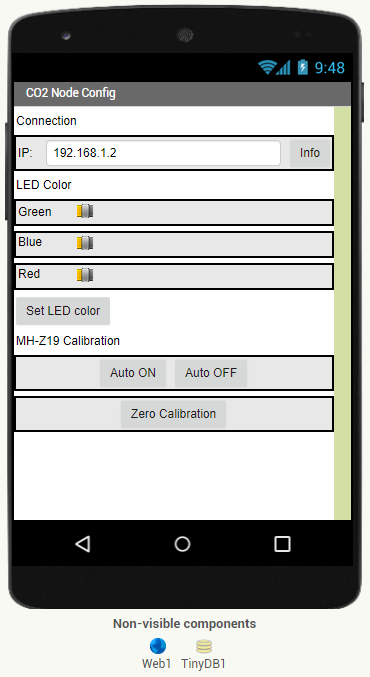 9:48
CO2 Node Config
Connection
IP: 192.168.1.2 Info
LED Color
Green
Blue
Red
Set LED color
MH-Z19 Calibration
Auto ON Auto OFF
Zero Calibration
Non-visible components
Web1 TinyDB1